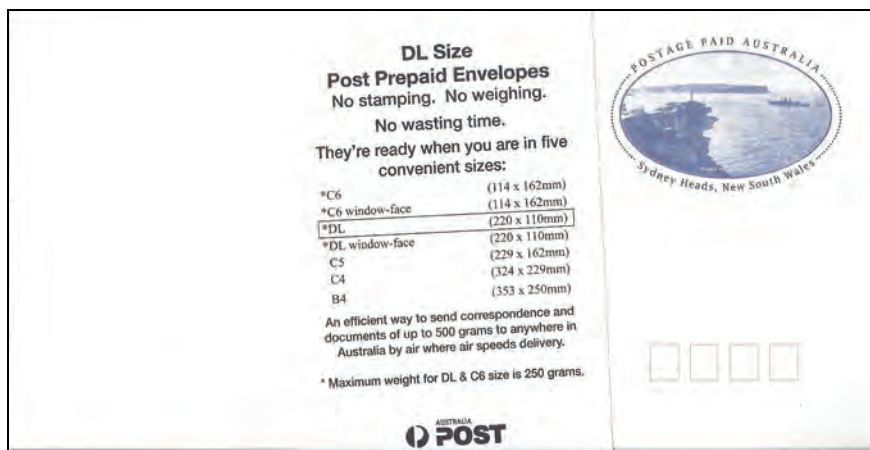 DL Size
Post Prepaid Envelopes
No stamping. No weighing.
No wasting time.
They're ready when you are in five
convenient sizes:
*C6 (114 x 162mm)
*C6 window-face (114 x 162mm)
*DL (220 x 110mm)
*DL window-face (220 x 110mm)
C5 (229 x 162mm)
C4 (324 x 229mm)
B4 (353 x 250mm)
An efficient way to send correspondence and
documents of up to 500 grams to anywhere in
Australia by air where air speeds delivery.
* Maximum weight for DL & C6 size is 250 grams.
AUSTRALIA
POST
POSTAGE PAID AUSTRALIA
Sydney Heads, New South Wales